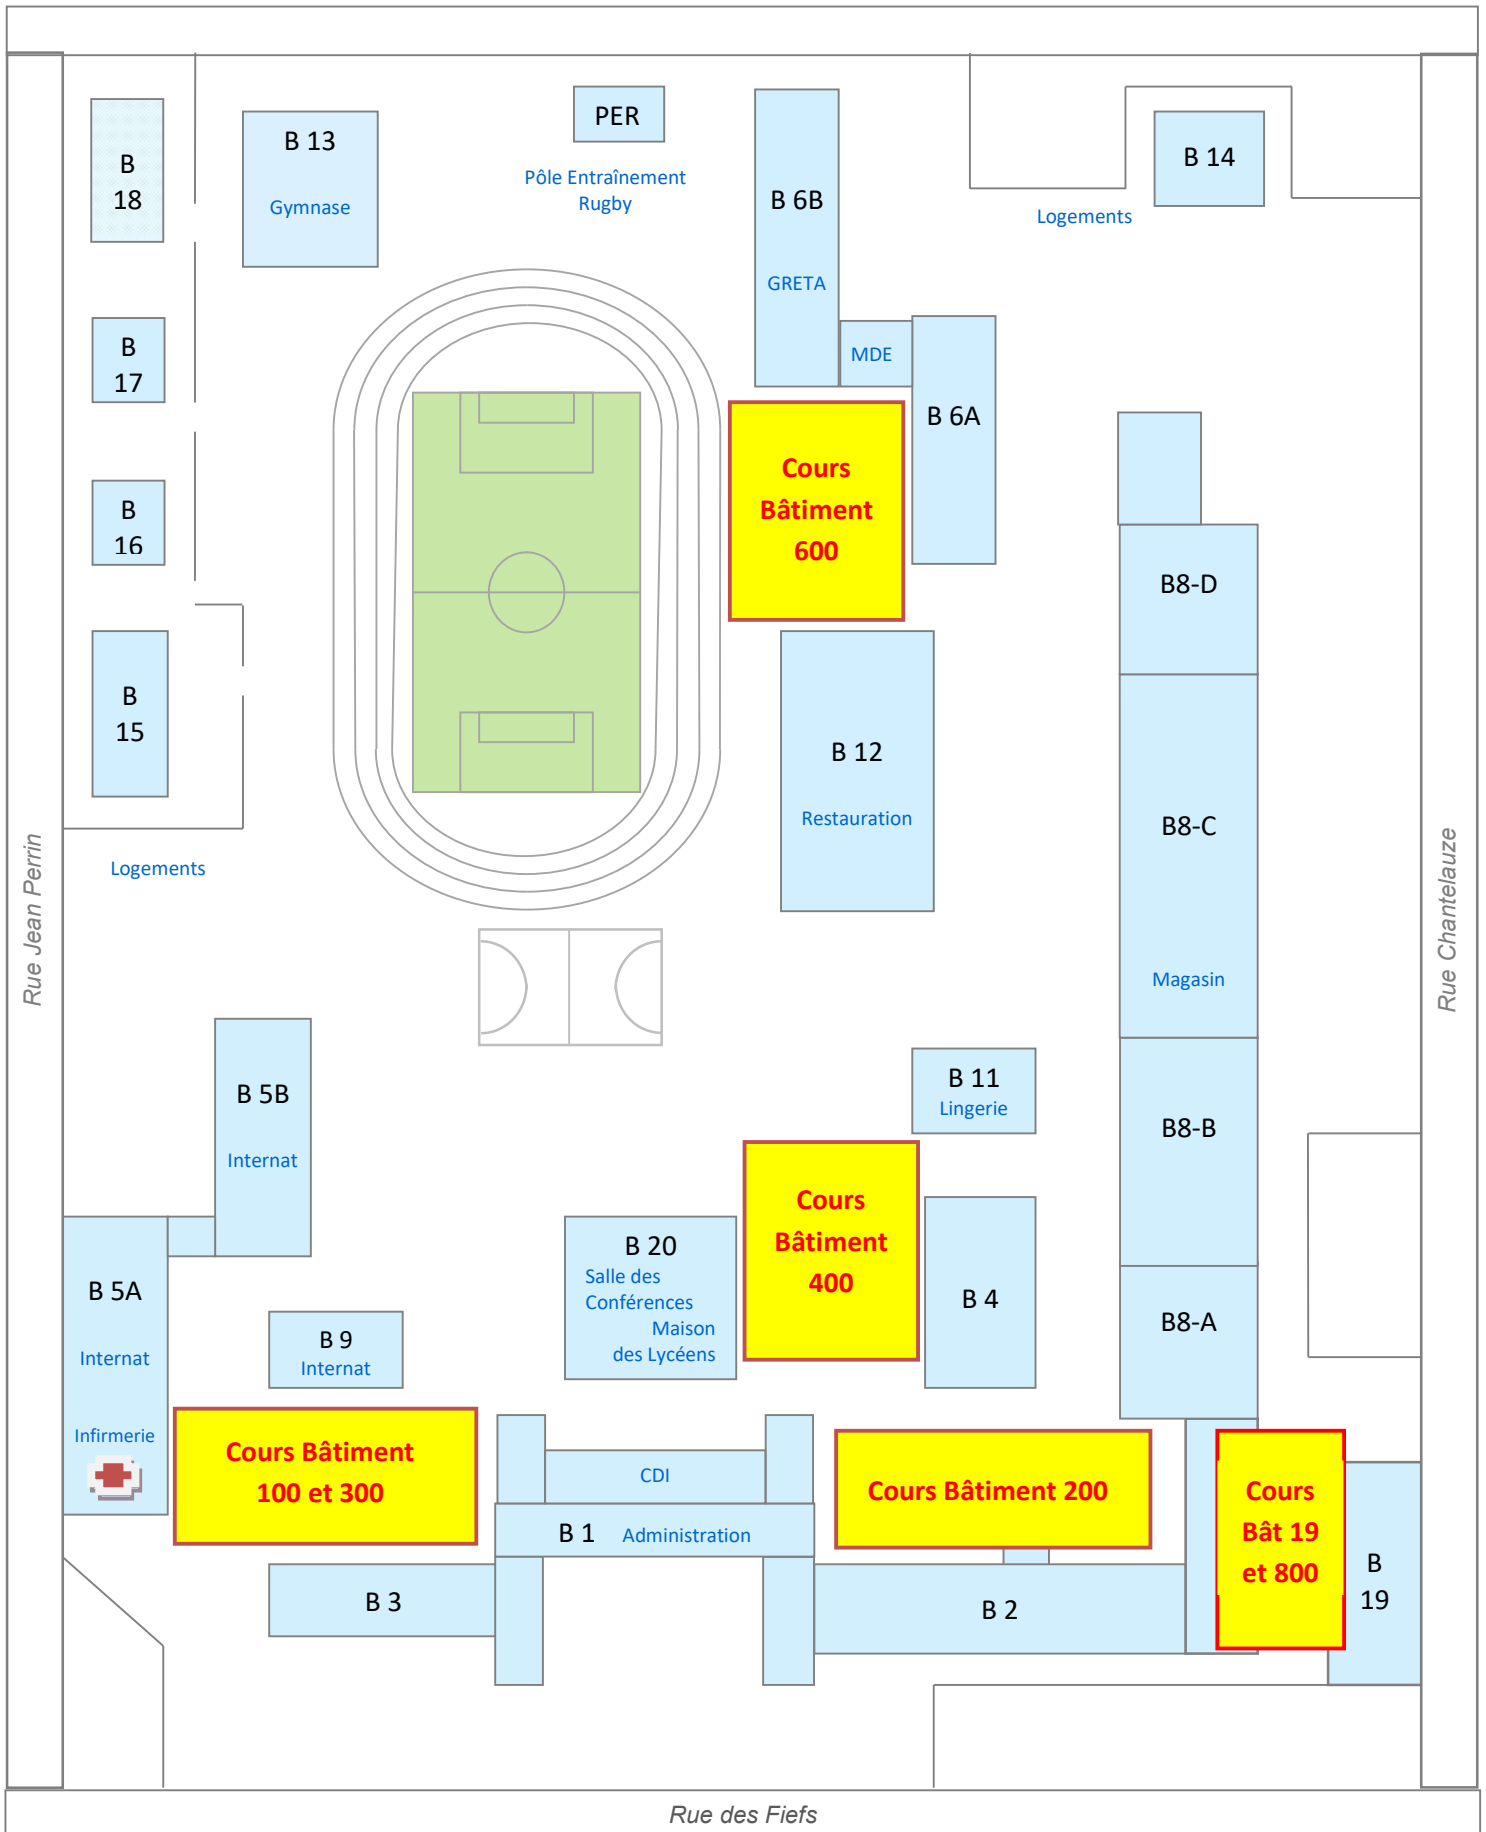 B
18
B 13
Gymnase
PER
Pôle Entraînement
Rugby
B 6B
GRETA
B 14
Logements
B
17
MDE
B 6A
Cours
Bâtiment
600
B
16
B8-D
B
15
B 12
Restauration
B8-C
Logements
Rue Jean Perrin
Rue Chantelauze
Magasin
B 5B
Internat
B 11
Lingerie
B8-B
Cours
Bâtiment
400
B 20
Salle des
Conférences
Maison
des Lycéens
B 4
B 5A
Internat
Infirmerie
B 9
Internat
B8-A
Cours Bâtiment
100 et 300
CDI
B 1 Administration
Cours Bâtiment 200
Cours
Bât 19
et 800
B
19
B 3
B 2
Rue des Fiefs